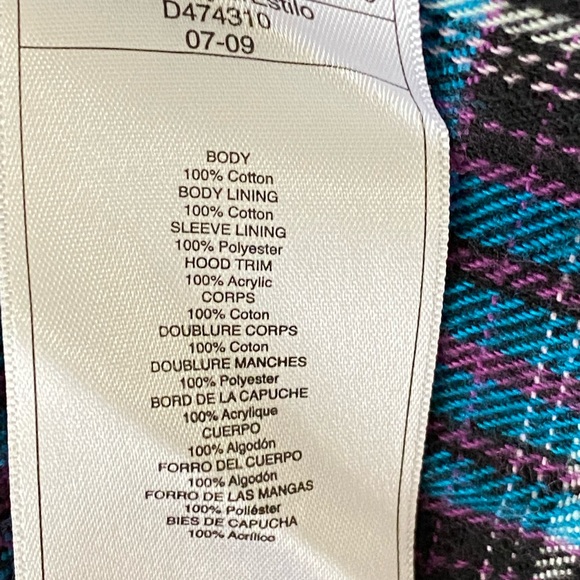 Estilo
D474310
07-09
BODY
100% Cotton
BODY LINING
100% Cotton
SLEEVE LINING
100% Polyester
HOOD TRIM
100% Acrylic
CORPS
100% Coton
DOUBLURE CORPS
100% Coton
DOUBLURE MANCHES
100% Polyester
BORD DE LA CAPUCHE
100% Acrylique
CUERPO
100% Algodón
FORRO DEL CUERPO
100% Algodón
FORRO DE LAS MANGAS
100% Poliéster
BIES DE CAPUCHA
100% Acrílico